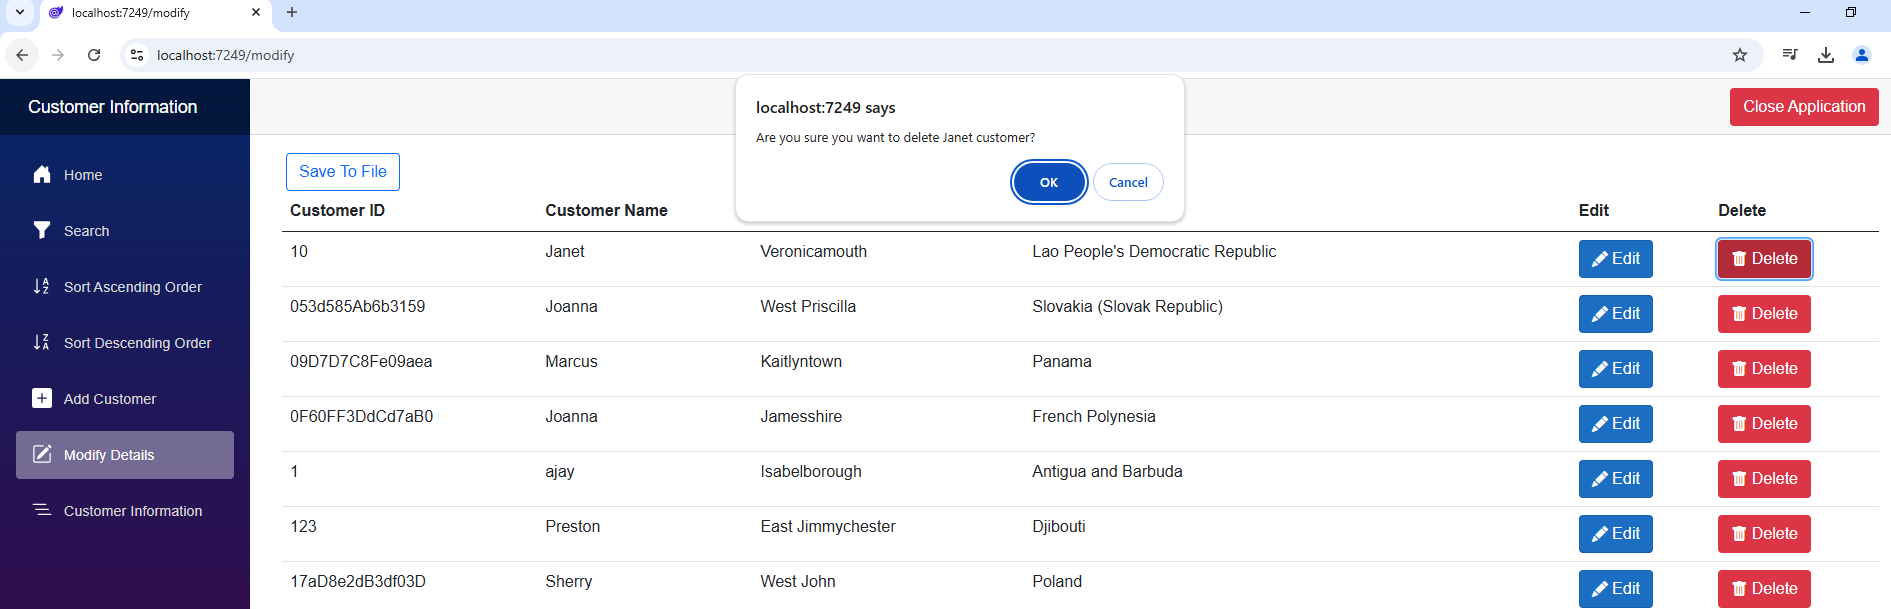 localhost:7249/modify
localhost:7249/modify
Customer Information
Close Application
localhost:7249 says
Are you sure you want to delete Janet customer?
OK
Cancel
Home
Search
Sort Ascending Order
Sort Descending Order
Add Customer
Modify Details
Customer Information
Save To File
Customer ID Customer Name Edit Delete
10 Janet Veronicamouth Lao People's Democratic Republic Edit Delete
053d585Ab6b3159 Joanna West Priscilla Slovakia (Slovak Republic) Edit Delete
09D7D7C8Fe09aea Marcus Kaitlyntown Panama Edit Delete
0F60FF3DdCd7aB0 Joanna Jamesshire French Polynesia Edit Delete
1 ajay Isabelborough Antigua and Barbuda Edit Delete
123 Preston East Jimmychester Djibouti Edit Delete
17aD8e2dB3df03D Sherry West John Poland Edit Delete